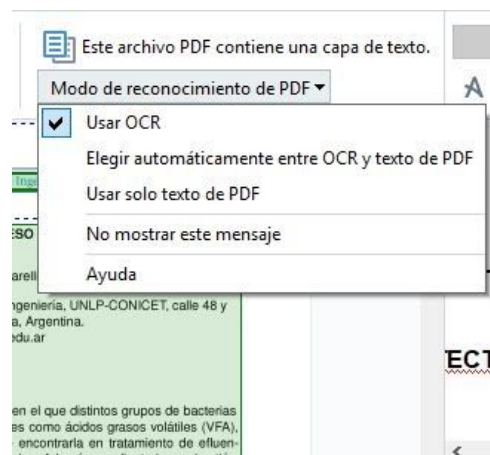 Este archivo PDF contiene una capa de texto.
Modo de reconocimiento de PDF
Usar OCR
Elegir automáticamente entre OCR y texto de PDF
Usar solo texto de PDF
No mostrar este mensaje
Ayuda
ngeniería, UNLP-CONICET, calle 48 y
a, Argentina.
edu.ar
ECT
en el que distintos grupos de bacterias
es como ácidos grasos volátiles (VFA),
encontrarla en tratamiento de efluen-